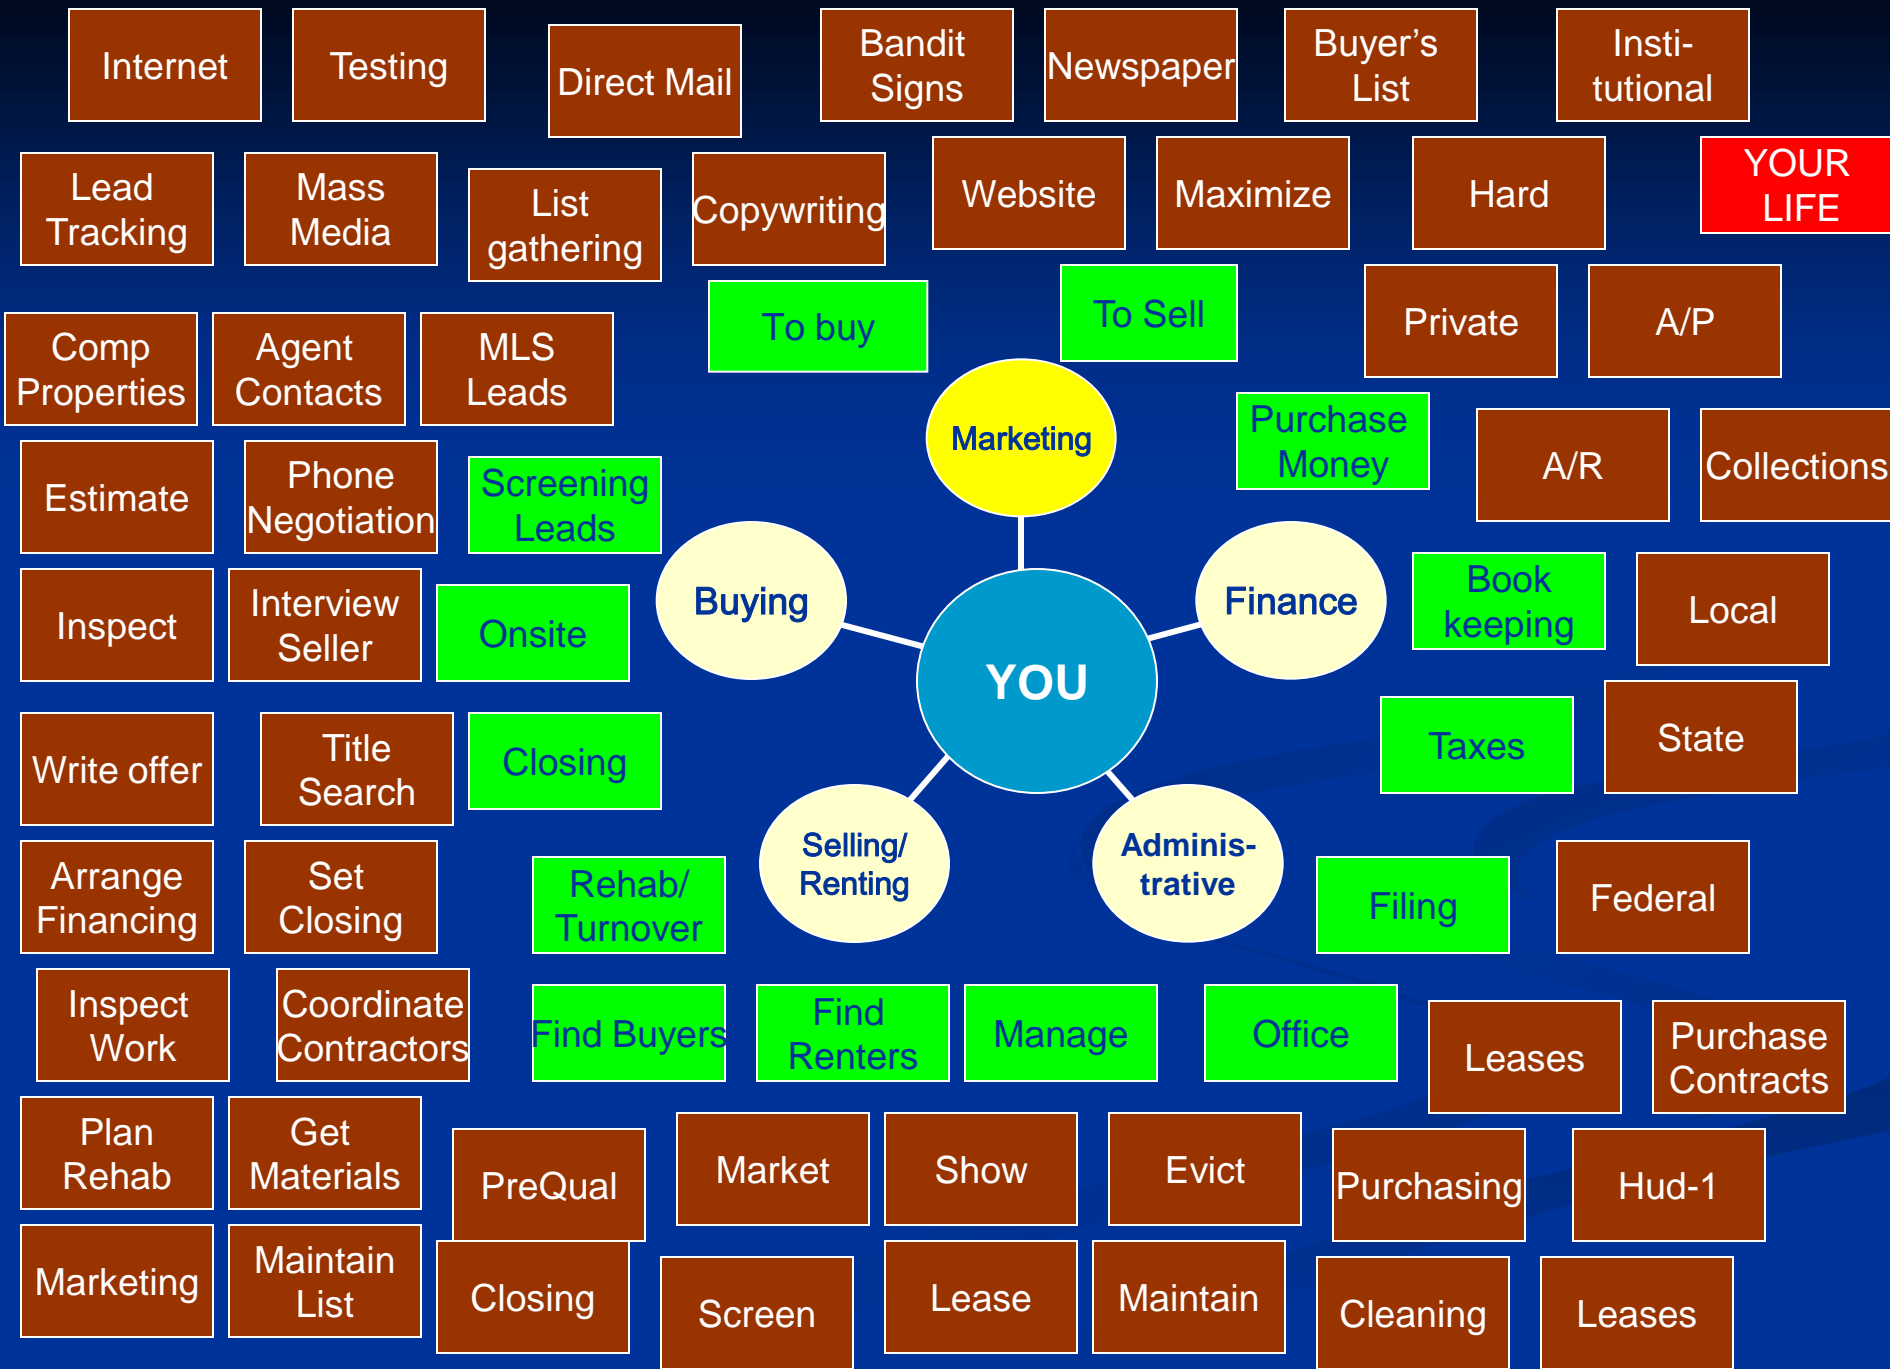 Internet
Testing
Direct Mail
Bandit
Signs
Newspaper
Buyer’s
List
Insti-
tutional
Lead
Tracking
Mass
Media
List
gathering
Copywriting
Website
Maximize
Hard
YOUR
LIFE
To buy
To Sell
Private
A/P
Comp
Properties
Agent
Contacts
MLS
Leads
Marketing
Purchase
Money
A/R
Collections
Estimate
Phone
Negotiation
Screening
Leads
Buying
Finance
Book
keeping
Local
Inspect
Interview
Seller
Onsite
YOU
Taxes
State
Write offer
Title
Search
Closing
Selling/
Renting
Adminis-
trative
Arrange
Financing
Set
Closing
Rehab/
Turnover
Filing
Federal
Inspect
Work
Coordinate
Contractors
Find Buyers
Find
Renters
Manage
Office
Leases
Purchase
Contracts
Plan
Rehab
Get
Materials
PreQual
Market
Show
Evict
Purchasing
Hud-1
Marketing
Maintain
List
Closing
Screen
Lease
Maintain
Cleaning
Leases